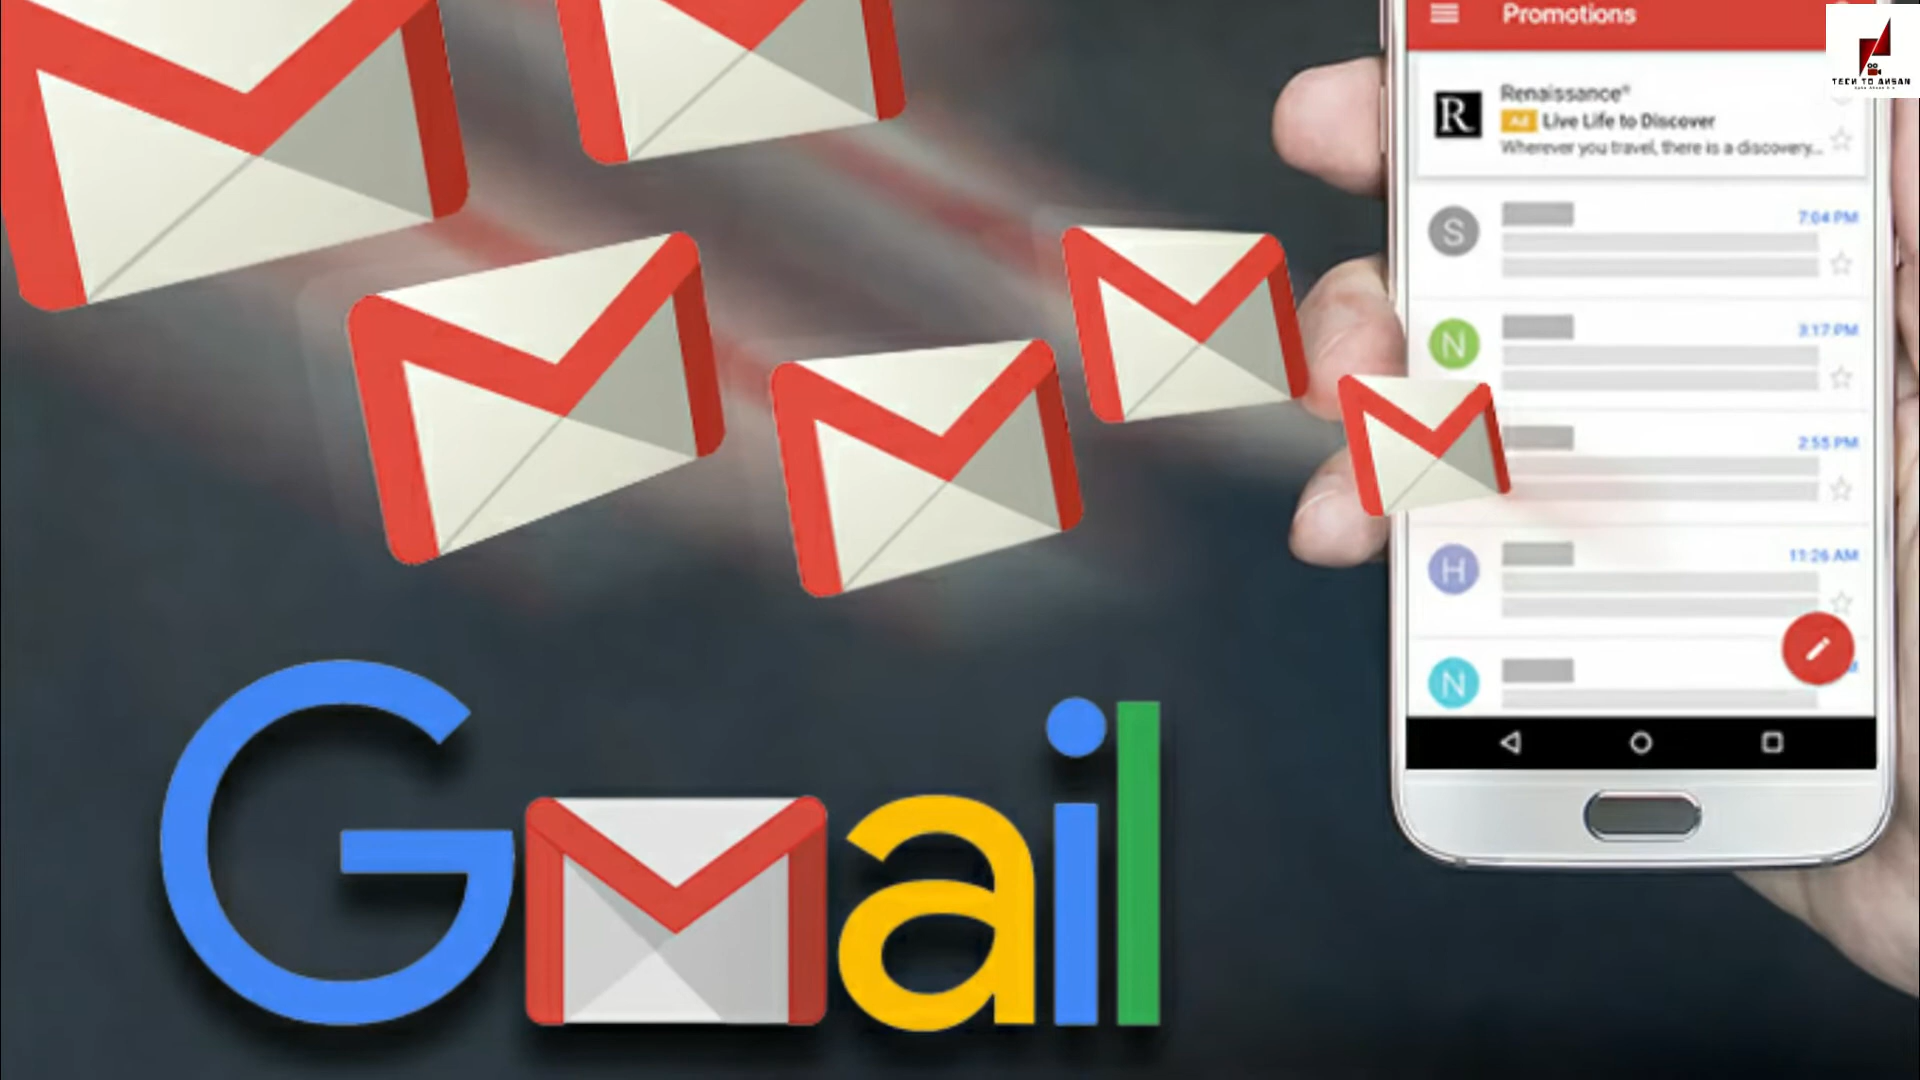 Promotions
TECH TO AHSAN
R
Renaissance®
Ad Live Life to Discover
Wherever you travel, there is a discovery...
S
7:04 PM
N
3:17 PM
2:55 PM
H
11:26 AM
N
Gmail